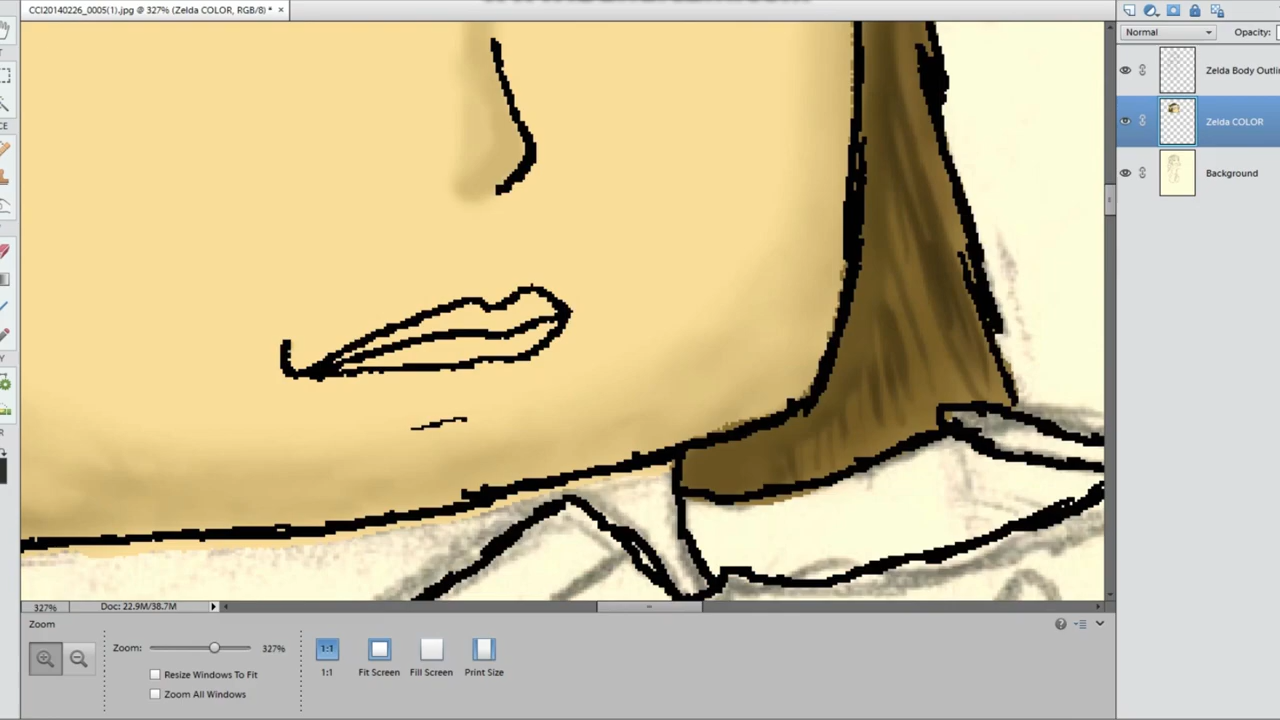 CCI20140226_0005(1).jpg @ 327% (Zelda COLOR, RGB/8) * ×
Normal Opacity:
Zelda Body Outli
Zelda COLOR
Background
327% Doc: 22.9M/38.7M
Zoom
Zoom: 327%
Resize Windows To Fit
Zoom All Windows
1:1
1:1 Fit Screen Fill Screen Print Size